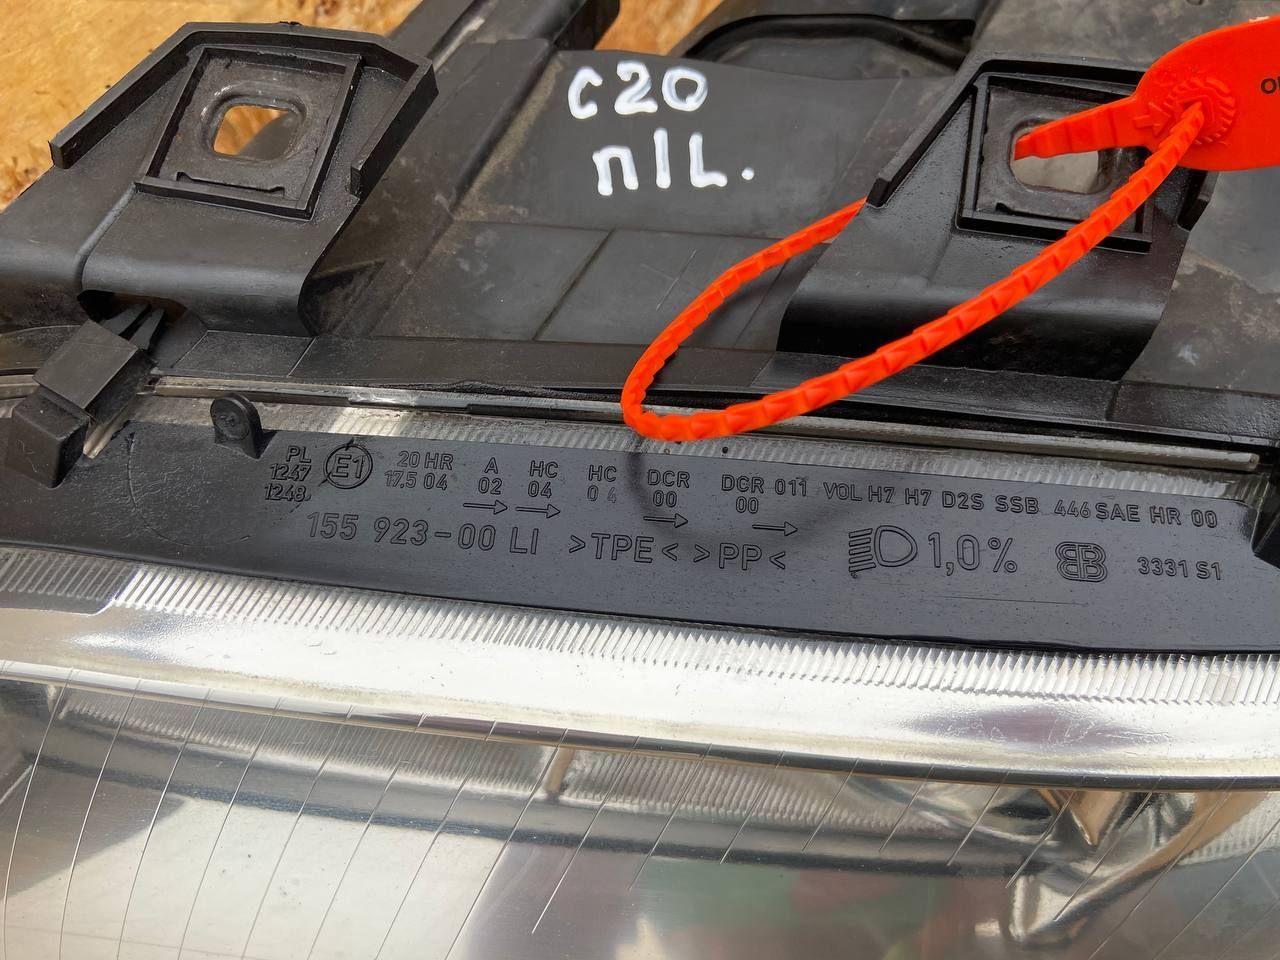 C20
П/L.
PL
1247
1248
E1
20 HR
17,5 04
A
02
HC
04
HC
04
DCR
00
DCR 011 VOL H7 H7 D2S SSB 446 SAE HR 00
00
155 923-00 LI >TPE< >PP< 1,0% 3331 S1